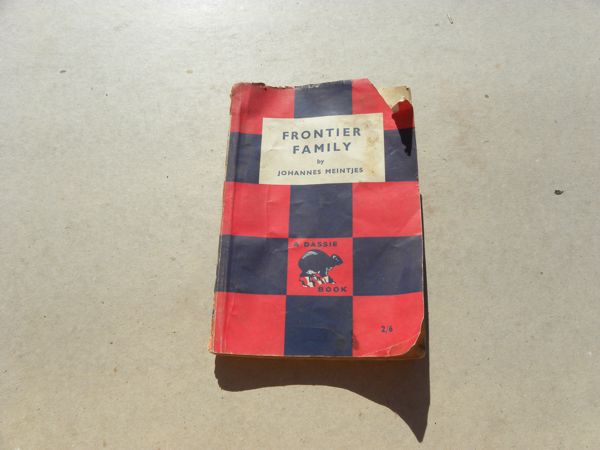 FRONTIER
FAMILY
by
JOHANNES MEINTJES
A DASSIE
BOOK
2/6